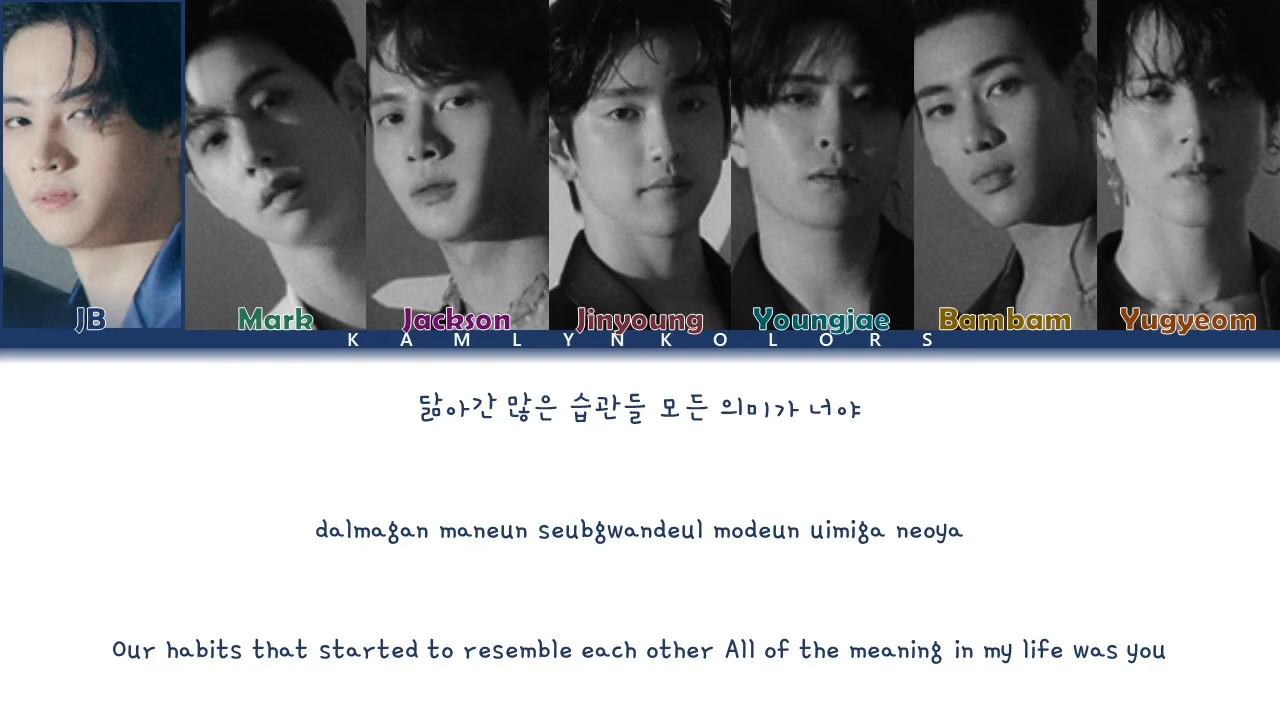 JB Mark Jackson Jinyoung Youngjae Bambam Yugyeom
KAMLYNKOLORS
닮아간 많은 습관들 모든 의미가 너야
dalmagan maneun seubgwandeul modeun uimiga neoya
Our habits that started to resemble each other All of the meaning in my life was you